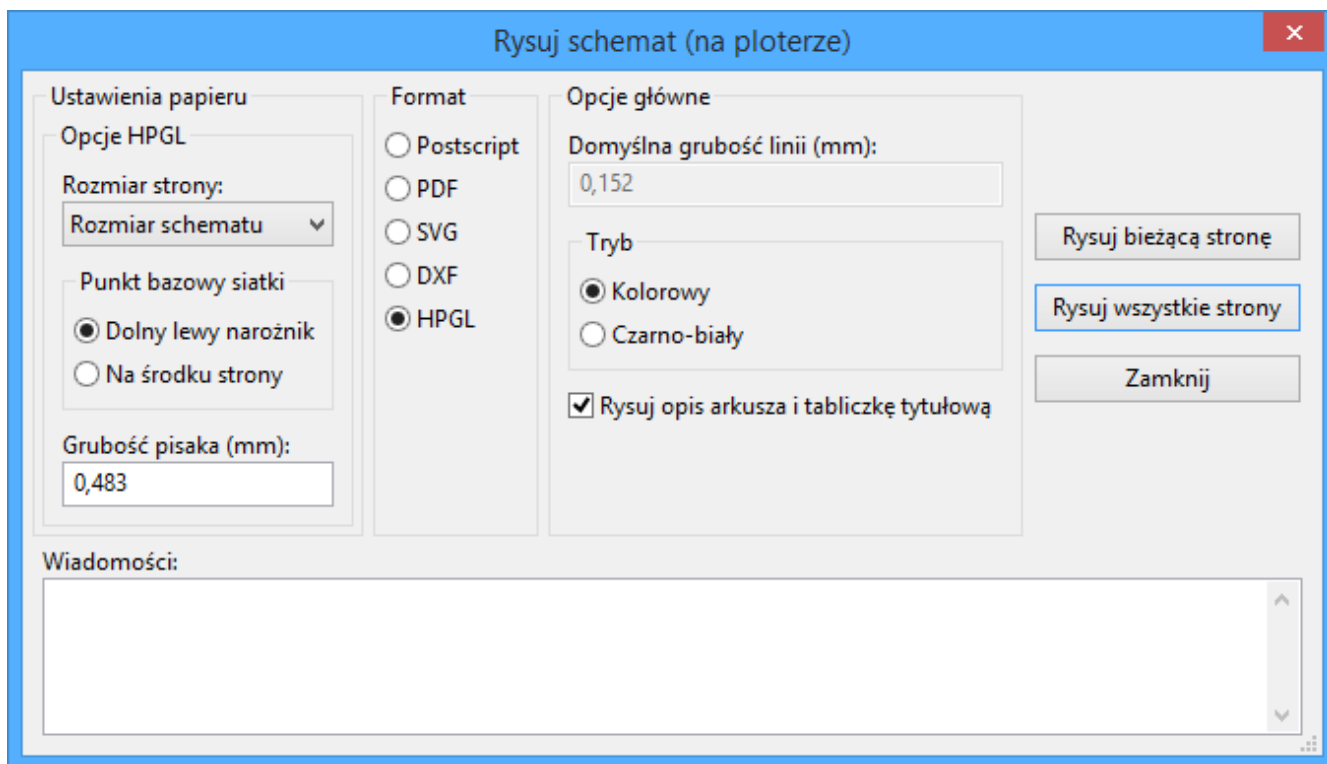 Rysuj schemat (na ploterze)
Ustawienia papieru
Opcje HPGL
Rozmiar strony:
Rozmiar schematu
Punkt bazowy siatki
Dolny lewy narożnik
Na środku strony
Grubość pisaka (mm):
0,483
Format
Postscript
PDF
SVG
DXF
HPGL
Opcje główne
Domyślna grubość linii (mm):
0,152
Tryb
Kolorowy
Czarno-biały
Rysuj opis arkusza i tabliczkę tytułową
Rysuj bieżącą stronę
Rysuj wszystkie strony
Zamknij
Wiadomości: